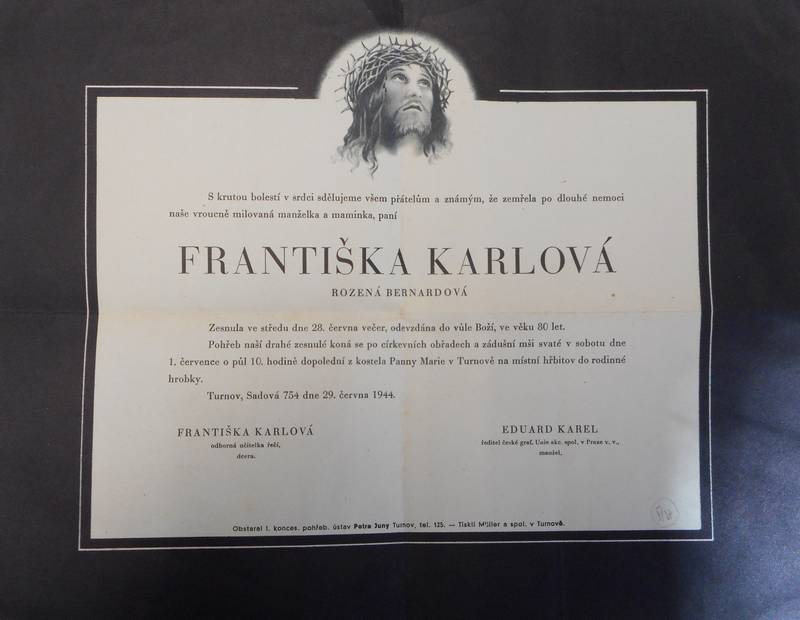 S krutou bolestí v srdci sdělujeme všem přátelům a známým, že zemřela po dlouhé nemoci
naše vroucně milovaná manželka a maminka, paní
FRANTIŠKA KARLOVÁ
ROZENÁ BERNARDOVÁ
Zesnula ve středu dne 28. června večer, odevzdána do vůle Boží, ve věku 80 let.
Pohřeb naší drahé zesnulé koná se po církevních obřadech a zádušní mši svaté v sobotu dne
1. července o půl 10. hodině dopolední z kostela Panny Marie v Turnově na místní hřbitov do rodinné
hrobky.
Turnov, Sadová 754 dne 29. června 1944.
FRANTIŠKA KARLOVÁ
odborná učitelka řečí,
dcera.
EDUARD KAREL
ředitel české graf. Unie akc. spol. v Praze v. v.,
manžel.
Obstaral I. konces. pohřeb. ústav Petra Juny Turnov, tel. 125. — Tiskli Müller a spol. v Turnově.